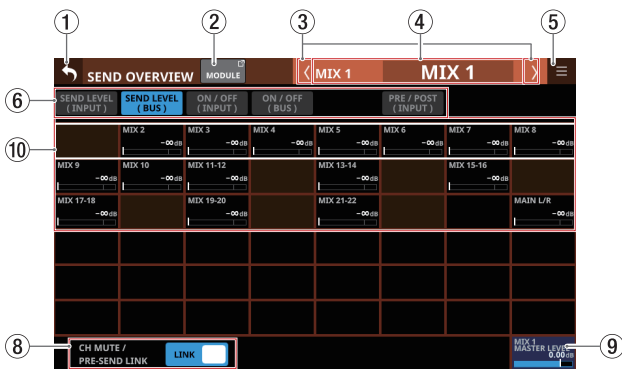 ① ② ③ ④ ⑤
SEND OVERVIEW MODULE MIX 1 MIX 1
⑥
SEND LEVEL SEND LEVEL ON / OFF ON / OFF PRE / POST
( INPUT ) ( BUS ) ( INPUT ) ( BUS ) ( INPUT )
⑩
MIX 2 MIX 3 MIX 4 MIX 5 MIX 6 MIX 7 MIX 8
-∞dB -∞dB -∞dB -∞dB -∞dB -∞dB -∞dB
MIX 9 MIX 10 MIX 11-12 MIX 13-14 MIX 15-16
-∞dB -∞dB -∞dB -∞dB -∞dB
MIX 17-18 MIX 19-20 MIX 21-22 MAIN L/R
-∞dB -∞dB -∞dB -∞dB
⑧
CH MUTE /
PRE-SEND LINK
LINK
MIX 1
MASTER LEVEL
0.00dB
⑨